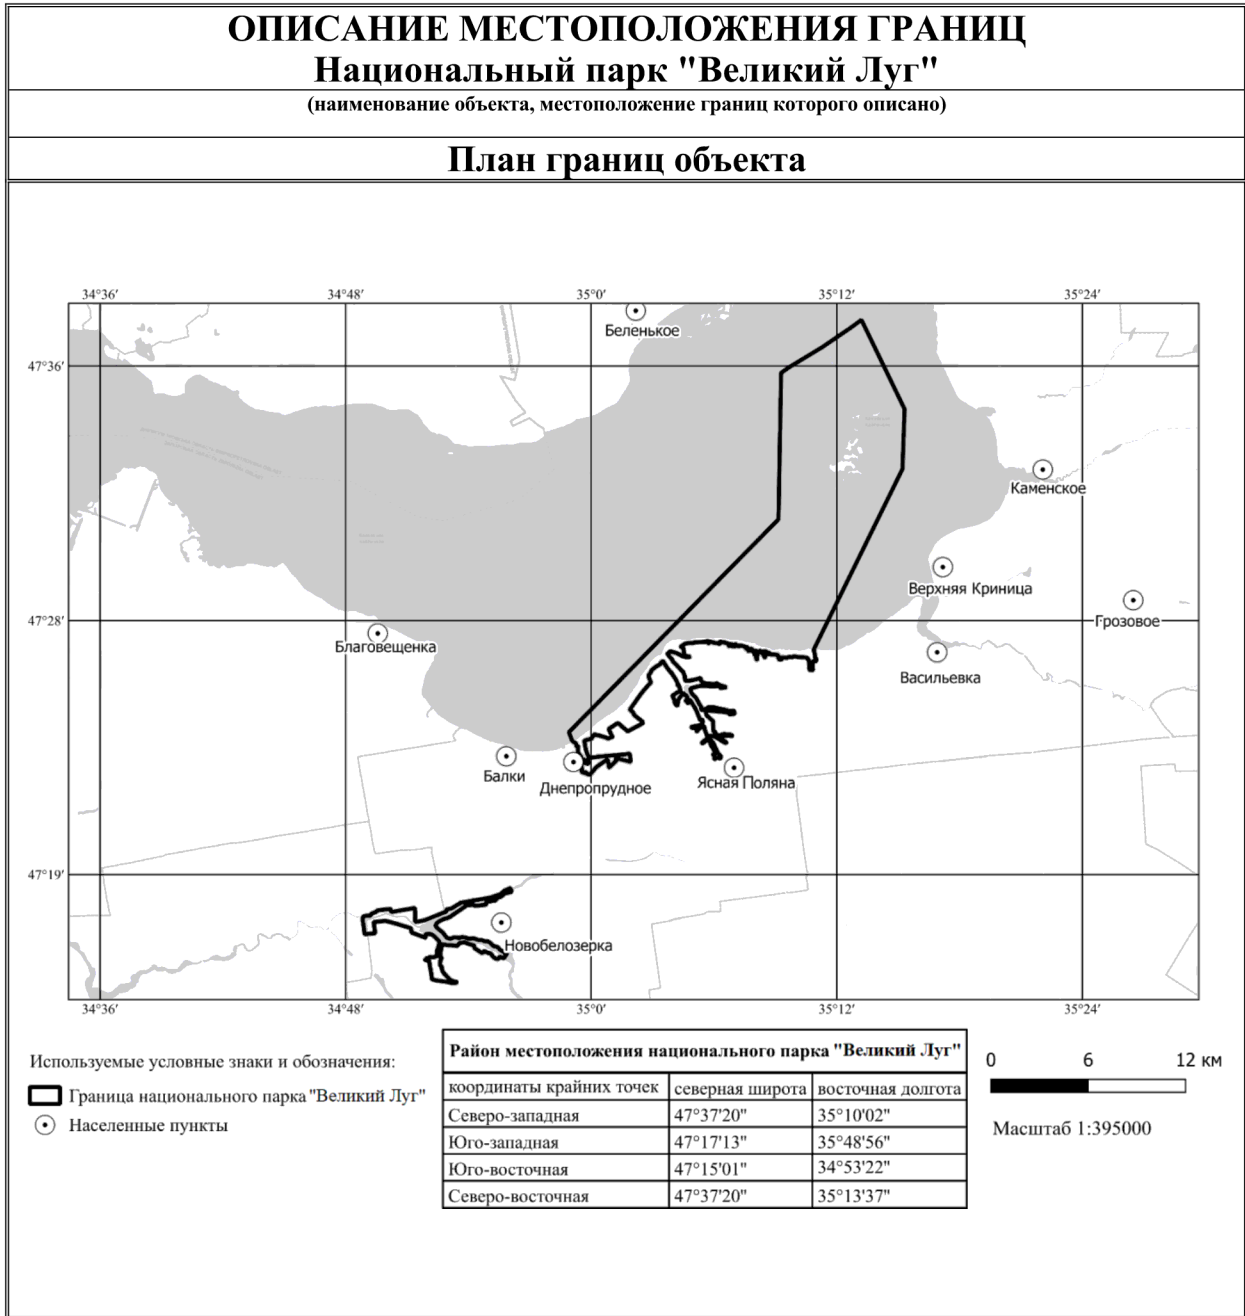 ОПИСАНИЕ МЕСТОПОЛОЖЕНИЯ ГРАНИЦ
Национальный парк "Великий Луг"
(наименование объекта, местоположение границ которого описано)
План границ объекта
34°36′ 34°48′ 35°0′ 35°12′ 35°24′
Беленькое
47°36′
Каменское
Верхняя Криница
Грозовое
47°28′
Благовещенка
Васильевка
Балки
Днепропрудное
Ясная Поляна
47°19′
Новобелозерка
34°36′ 34°48′ 35°0′ 35°12′ 35°24′
Используемые условные знаки и обозначения:
Граница национального парка "Великий Луг"
Населенные пункты
Район местоположения национального парка "Великий Луг"
координаты крайних точек северная широта восточная долгота
Северо-западная 47°37'20" 35°10'02"
Юго-западная 47°17'13" 35°48'56"
Юго-восточная 47°15'01" 34°53'22"
Северо-восточная 47°37'20" 35°13'37"
0 6 12 км
Масштаб 1:395000